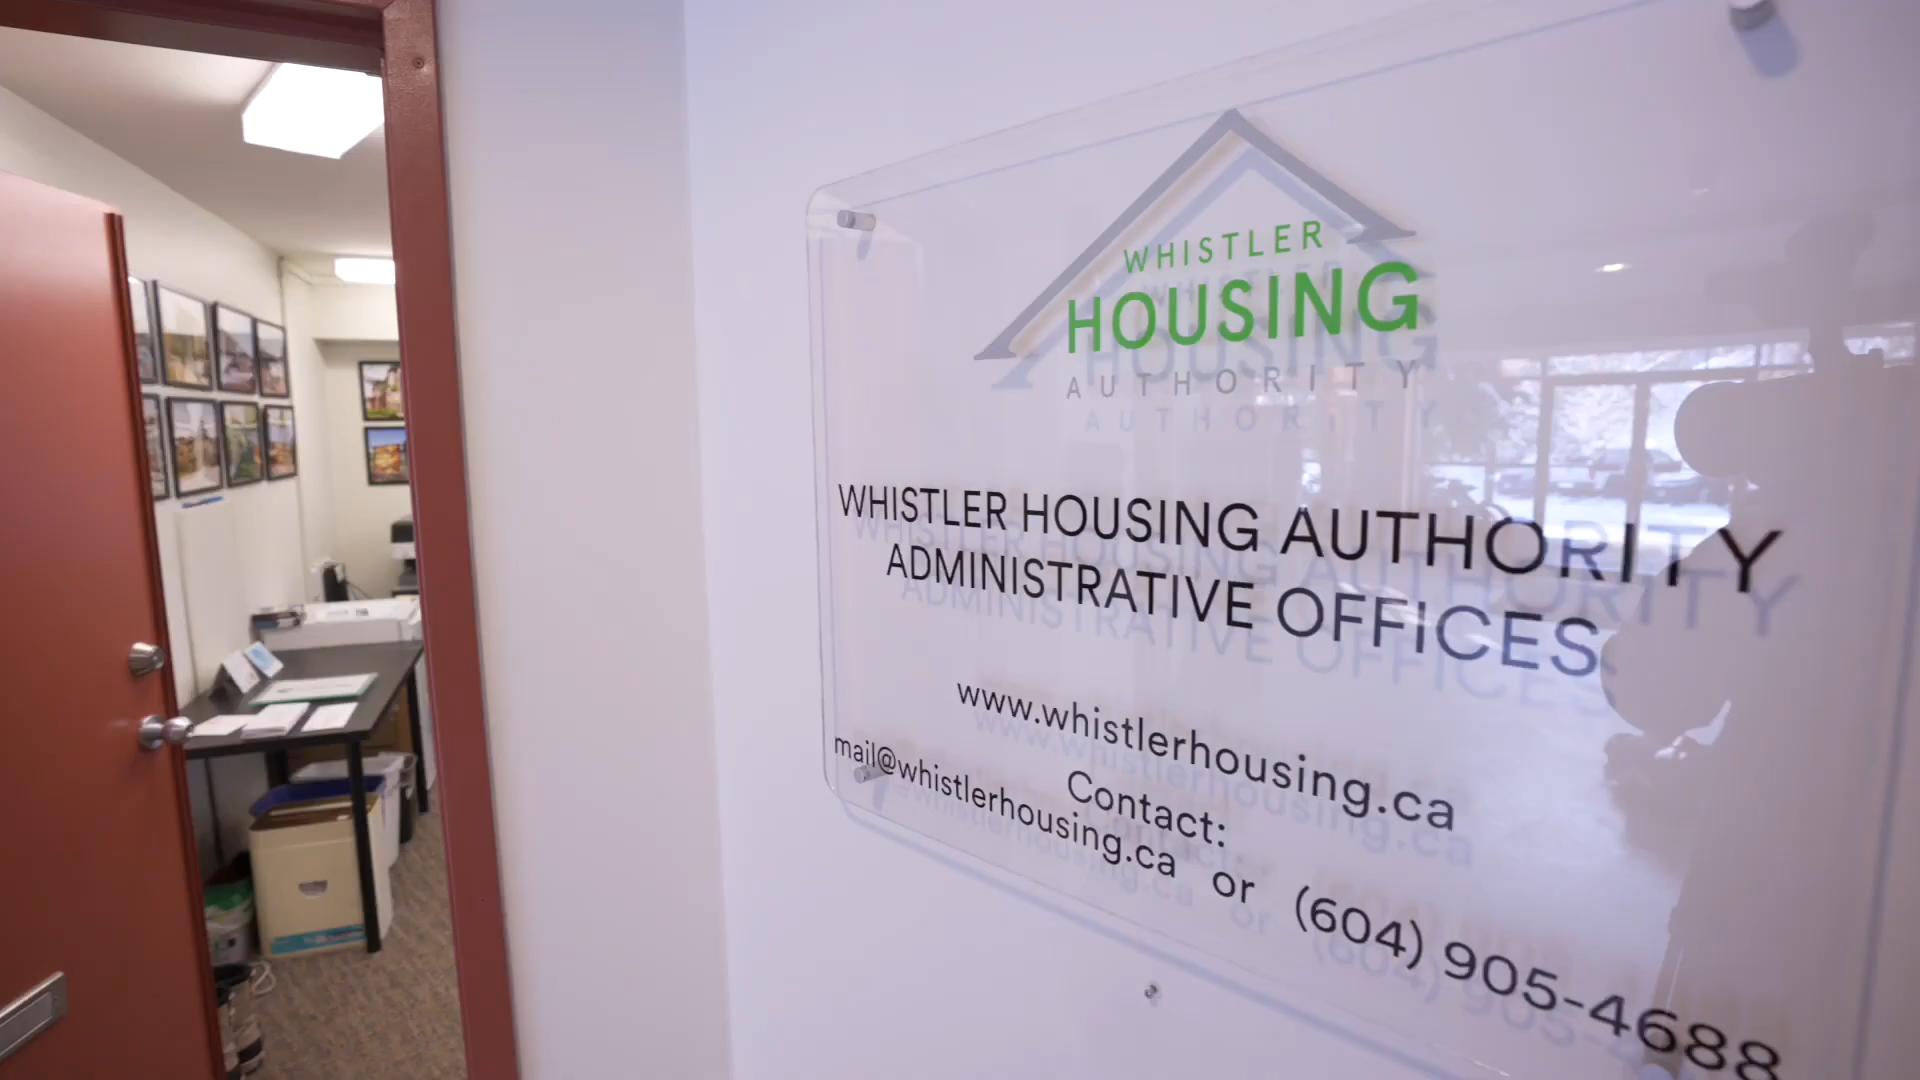 WHISTLER
HOUSING
AUTHORITY
WHISTLER HOUSING AUTHORITY
ADMINISTRATIVE OFFICES
www.whistlerhousing.ca
Contact:
mail@whistlerhousing.ca or (604) 905-4688